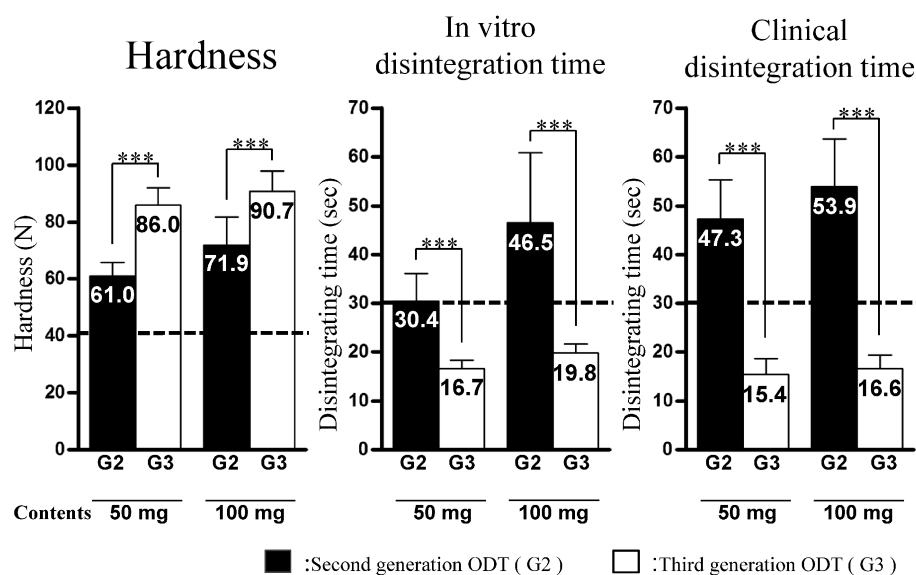 Hardness
Hardness (N)
120
100
80
60
40
20
0
***
***
61.0
86.0
71.9
90.7
G2
G3
G2
G3
In vitro
disintegration time
Disintegrating time (sec)
70
60
50
40
30
20
10
0
***
***
30.4
16.7
46.5
19.8
G2
G3
G2
G3
Clinical
disintegration time
Disintegrating time (sec)
70
60
50
40
30
20
10
0
***
***
47.3
15.4
53.9
16.6
G2
G3
G2
G3
Contents
50 mg
100 mg
50 mg
100 mg
50 mg
100 mg
:Second generation ODT ( G2 )
:Third generation ODT ( G3 )